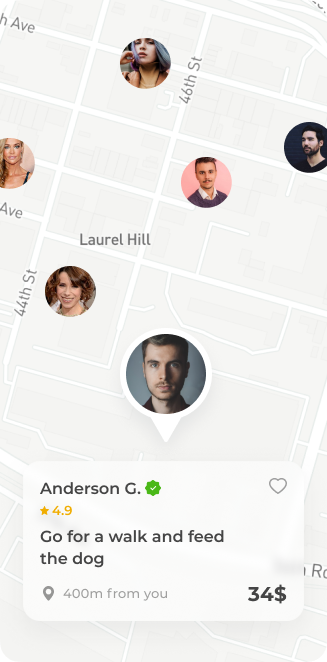 h Ave
46th St
Ave
Laurel Hill
44th St
Anderson G.
4.9
Go for a walk and feed
the dog
Ro
400m from you
34$